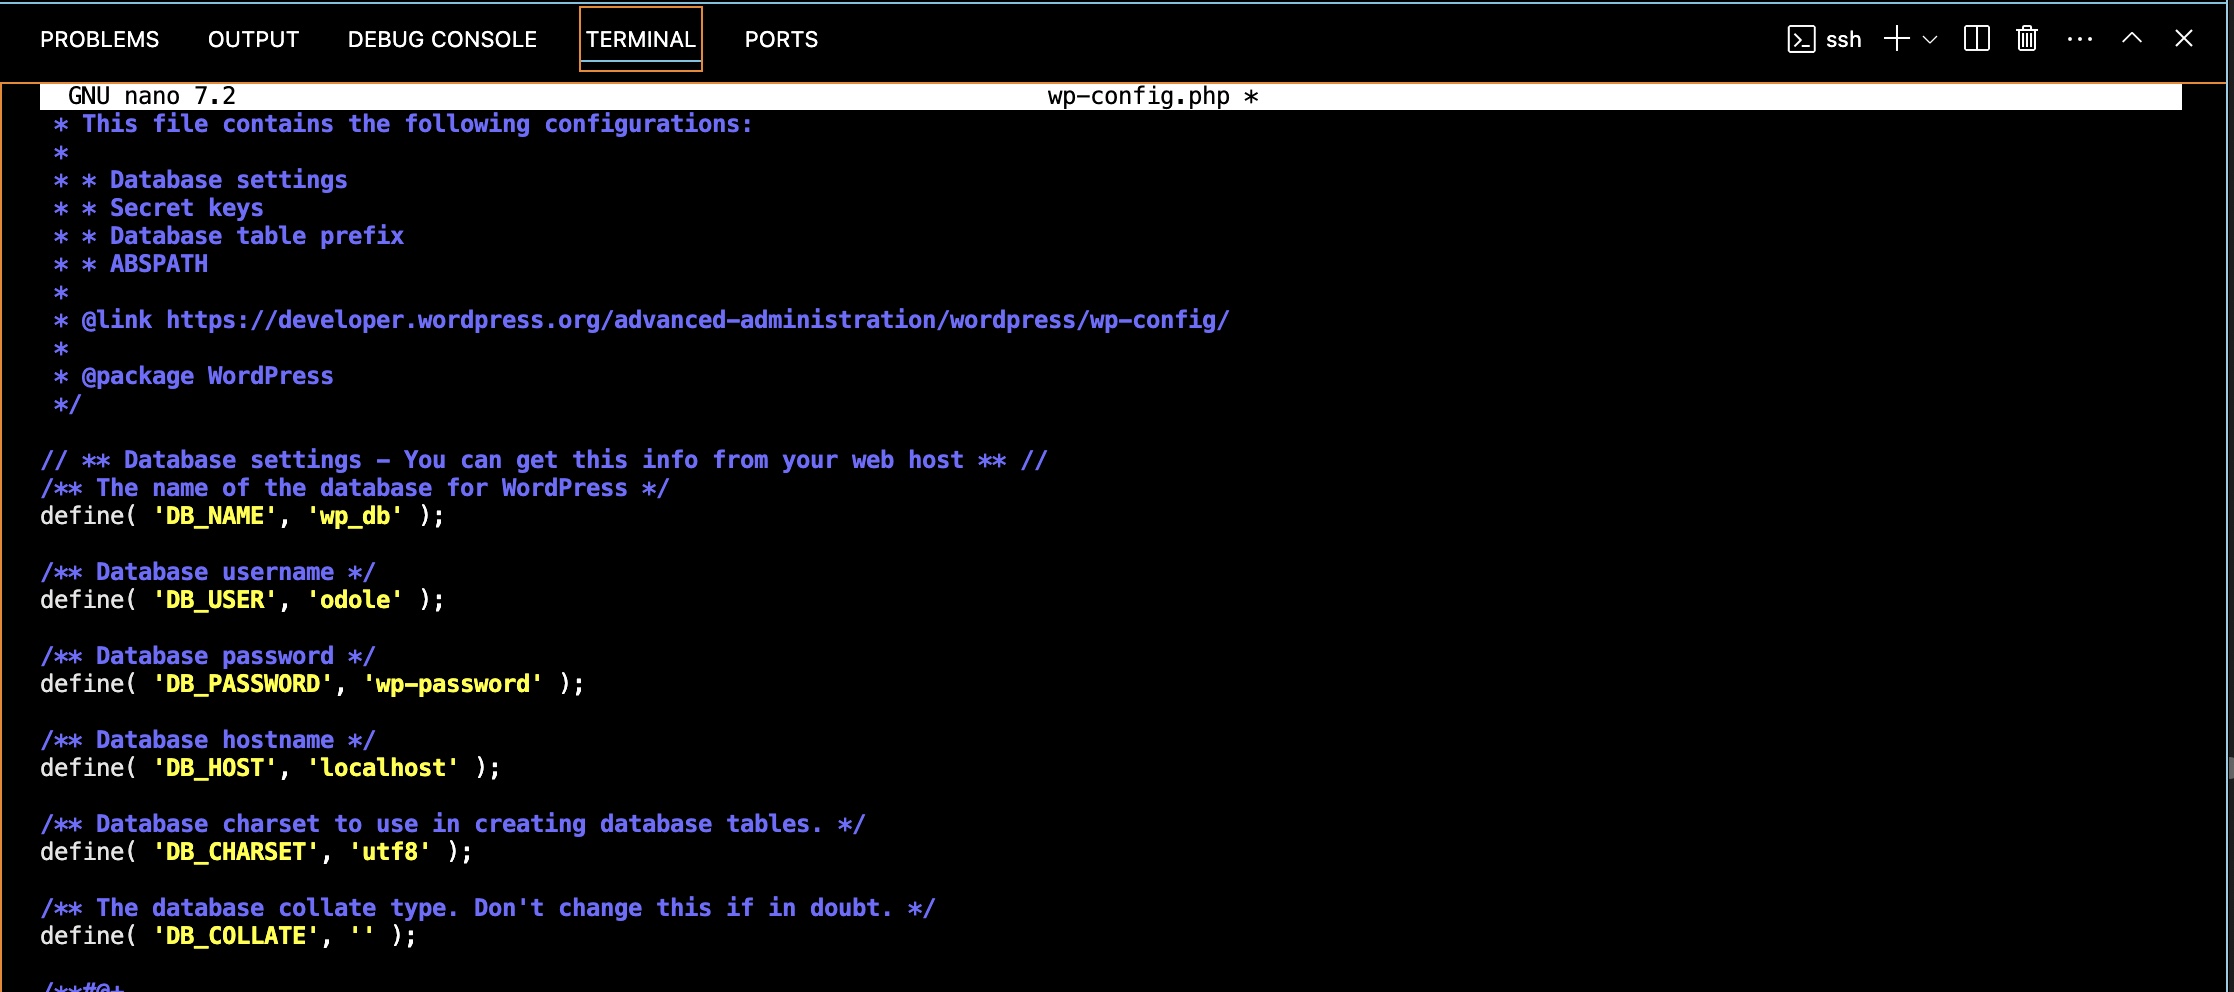 PROBLEMS OUTPUT DEBUG CONSOLE TERMINAL PORTS ssh
GNU nano 7.2 wp-config.php *
* This file contains the following configurations:
*
* * Database settings
* * Secret keys
* * Database table prefix
* * ABSPATH
*
* @link https://developer.wordpress.org/advanced-administration/wordpress/wp-config/
*
* @package WordPress
*/
// ** Database settings - You can get this info from your web host ** //
/** The name of the database for WordPress */
define( 'DB_NAME', 'wp_db' );
/** Database username */
define( 'DB_USER', 'odole' );
/** Database password */
define( 'DB_PASSWORD', 'wp-password' );
/** Database hostname */
define( 'DB_HOST', 'localhost' );
/** Database charset to use in creating database tables. */
define( 'DB_CHARSET', 'utf8' );
/** The database collate type. Don't change this if in doubt. */
define( 'DB_COLLATE', '' );
/**#@+